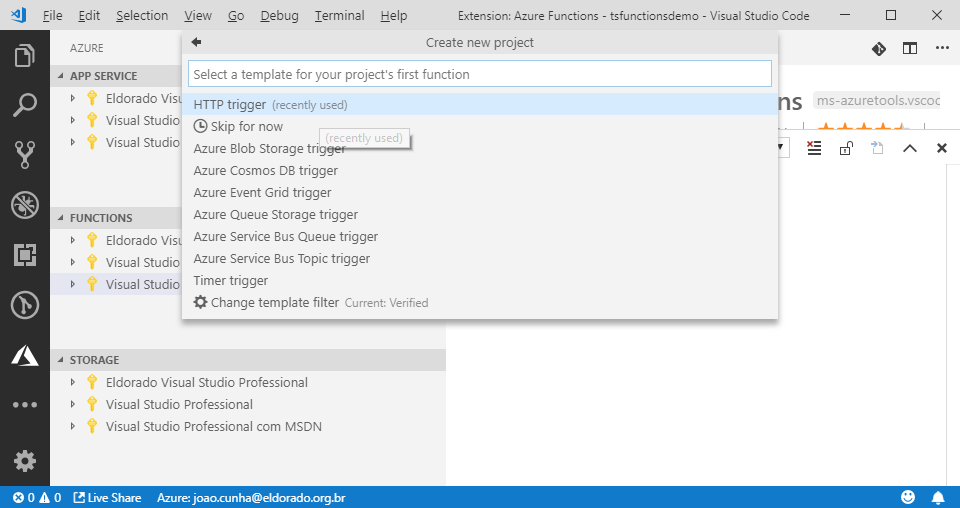 File Edit Selection View Go Debug Terminal Help Extension: Azure Functions - tsfunctionsdemo - Visual Studio Code
AZURE
Create new project
Select a template for your project's first function
APP SERVICE
Eldorado Visu
Visual Studio
Visual Studio
HTTP trigger (recently used)
ms-azuretools.vscod
Skip for now
(recently used)
Azure Blob Storage trigger
Azure Cosmos DB trigger
Azure Event Grid trigger
Azure Queue Storage trigger
Azure Service Bus Queue trigger
Azure Service Bus Topic trigger
Timer trigger
Change template filter Current: Verified
FUNCTIONS
Eldorado Visu
Visual Studio
Visual Studio
STORAGE
Eldorado Visual Studio Professional
Visual Studio Professional
Visual Studio Professional com MSDN
0 0 Live Share Azure: joao.cunha@eldorado.org.br